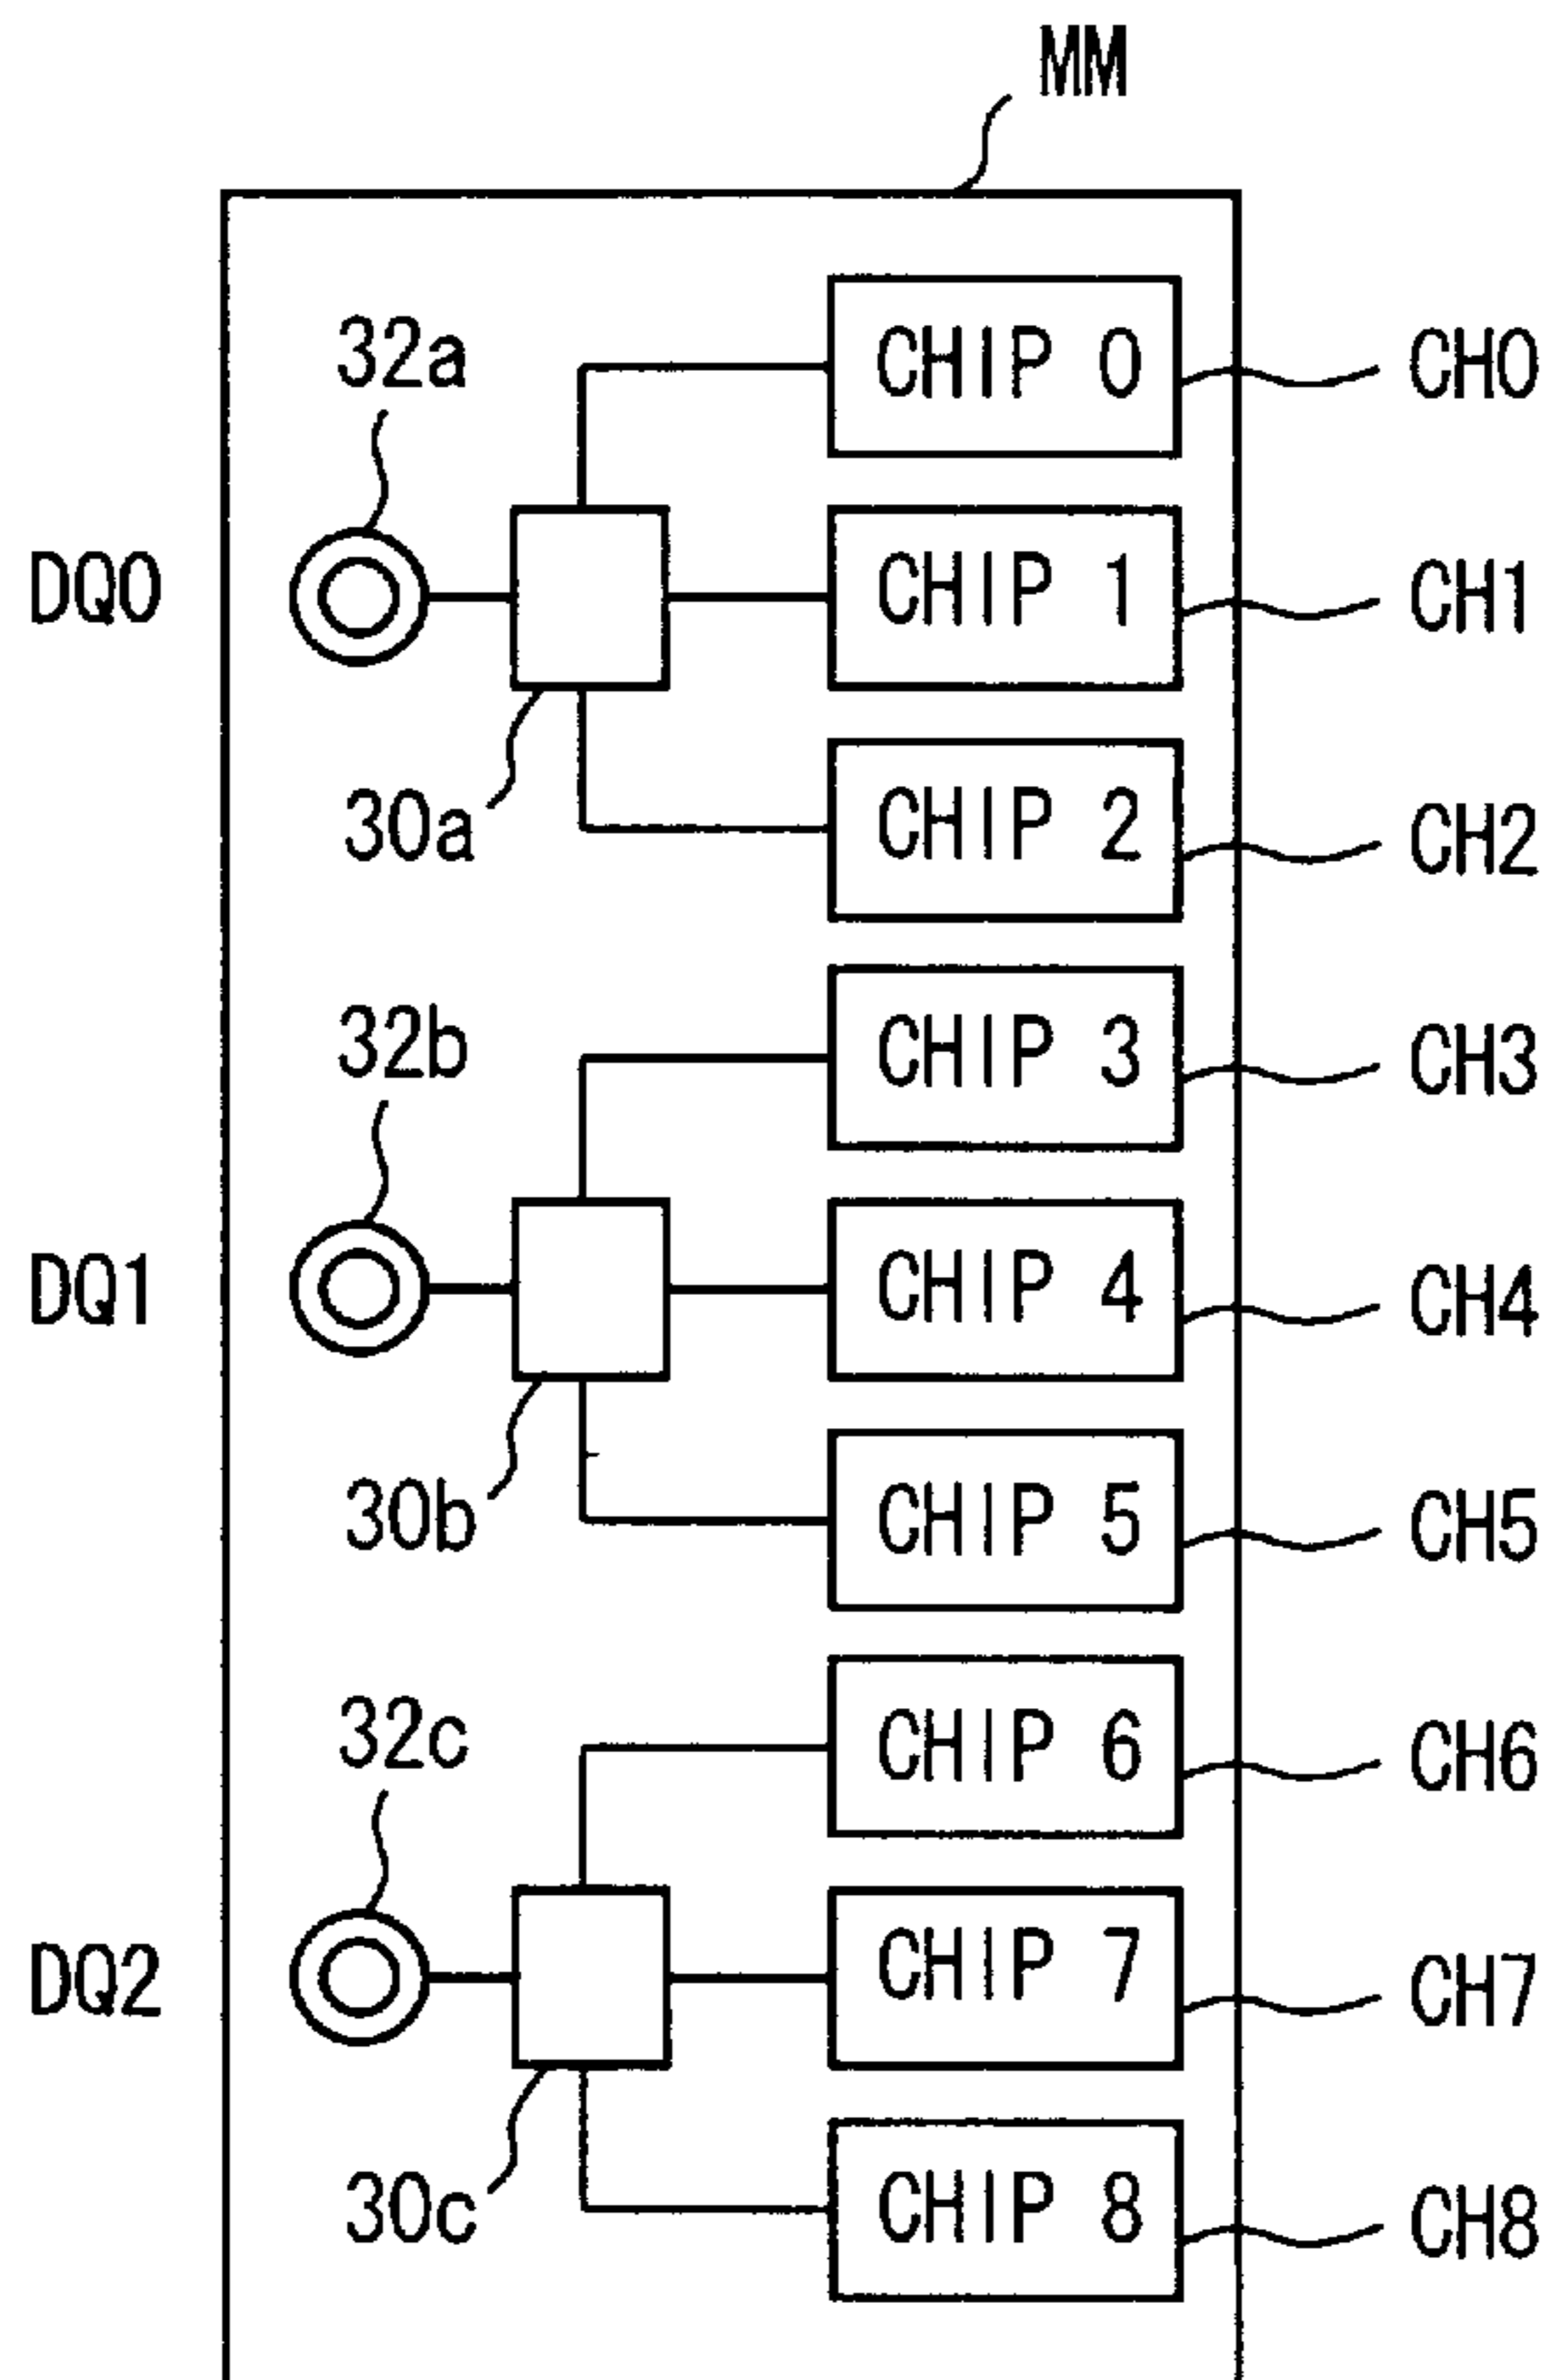 MM
32a
CHIP 0 CH0
DQ0
CHIP 1 CH1
30a
CHIP 2 CH2
32b
CHIP 3 CH3
DQ1
CHIP 4 CH4
30b
CHIP 5 CH5
32c
CHIP 6 CH6
DQ2
CHIP 7 CH7
30c
CHIP 8 CH8